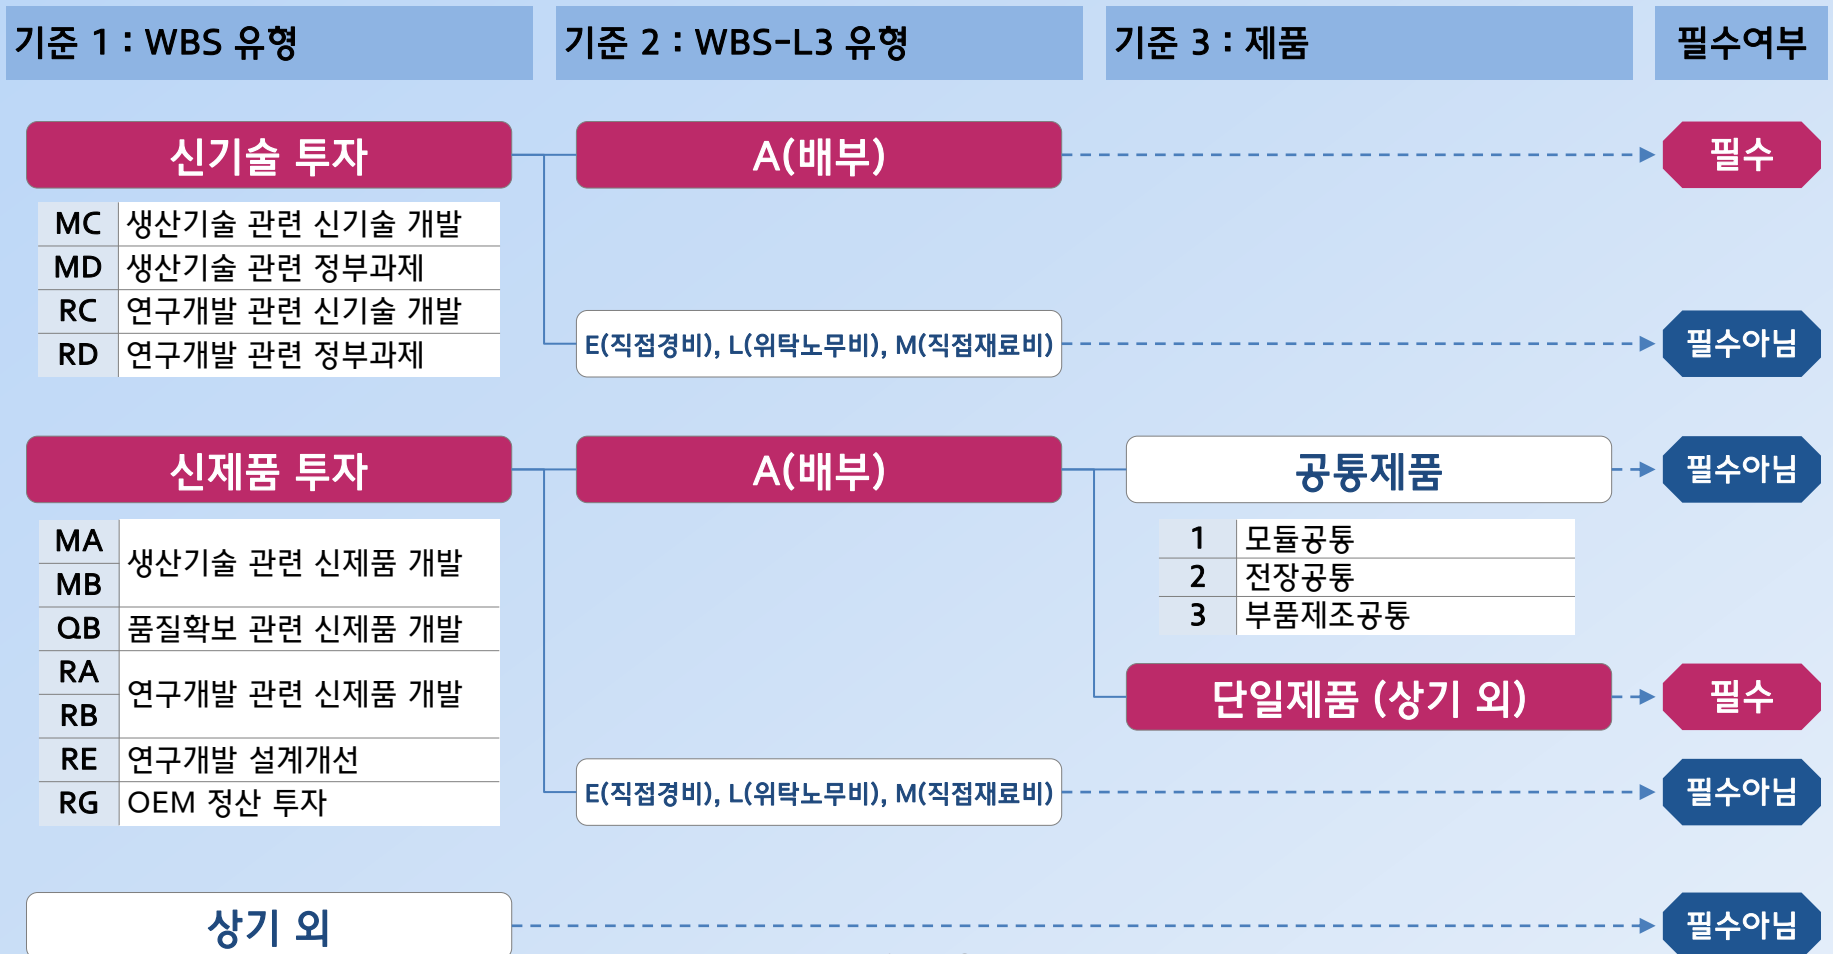 기준 1 : WBS 유형
기준 2 : WBS-L3 유형
기준 3 : 제품
필수여부
신기술 투자
A(배부)
필수
MC 생산기술 관련 신기술 개발
MD 생산기술 관련 정부과제
RC 연구개발 관련 신기술 개발
RD 연구개발 관련 정부과제
E(직접경비), L(위탁노무비), M(직접재료비)
필수아님
신제품 투자
A(배부)
공통제품
필수아님
MA
MB
생산기술 관련 신제품 개발
QB 품질확보 관련 신제품 개발
RA
RB
연구개발 관련 신제품 개발
RE 연구개발 설계개선
RG OEM 정산 투자
1 모듈공통
2 전장공통
3 부품제조공통
단일제품 (상기 외)
필수
E(직접경비), L(위탁노무비), M(직접재료비)
필수아님
상기 외
필수아님